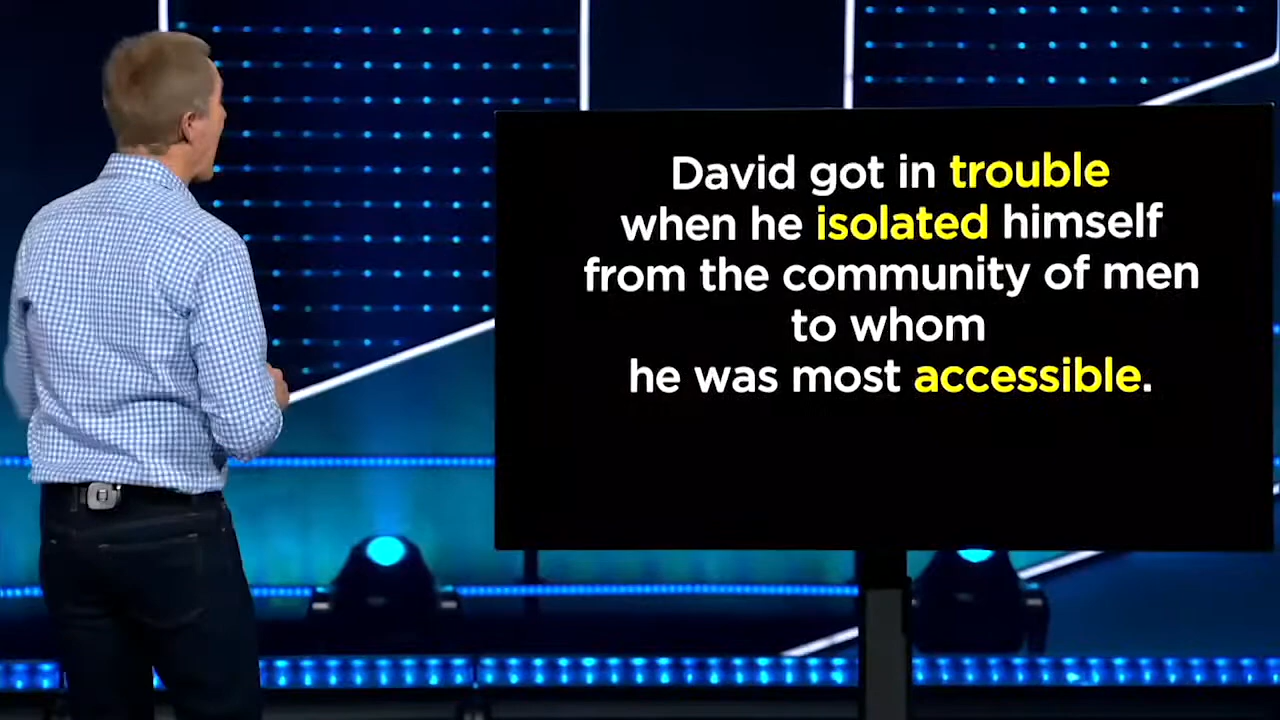 David got in trouble
when he isolated himself
from the community of men
to whom
he was most accessible.